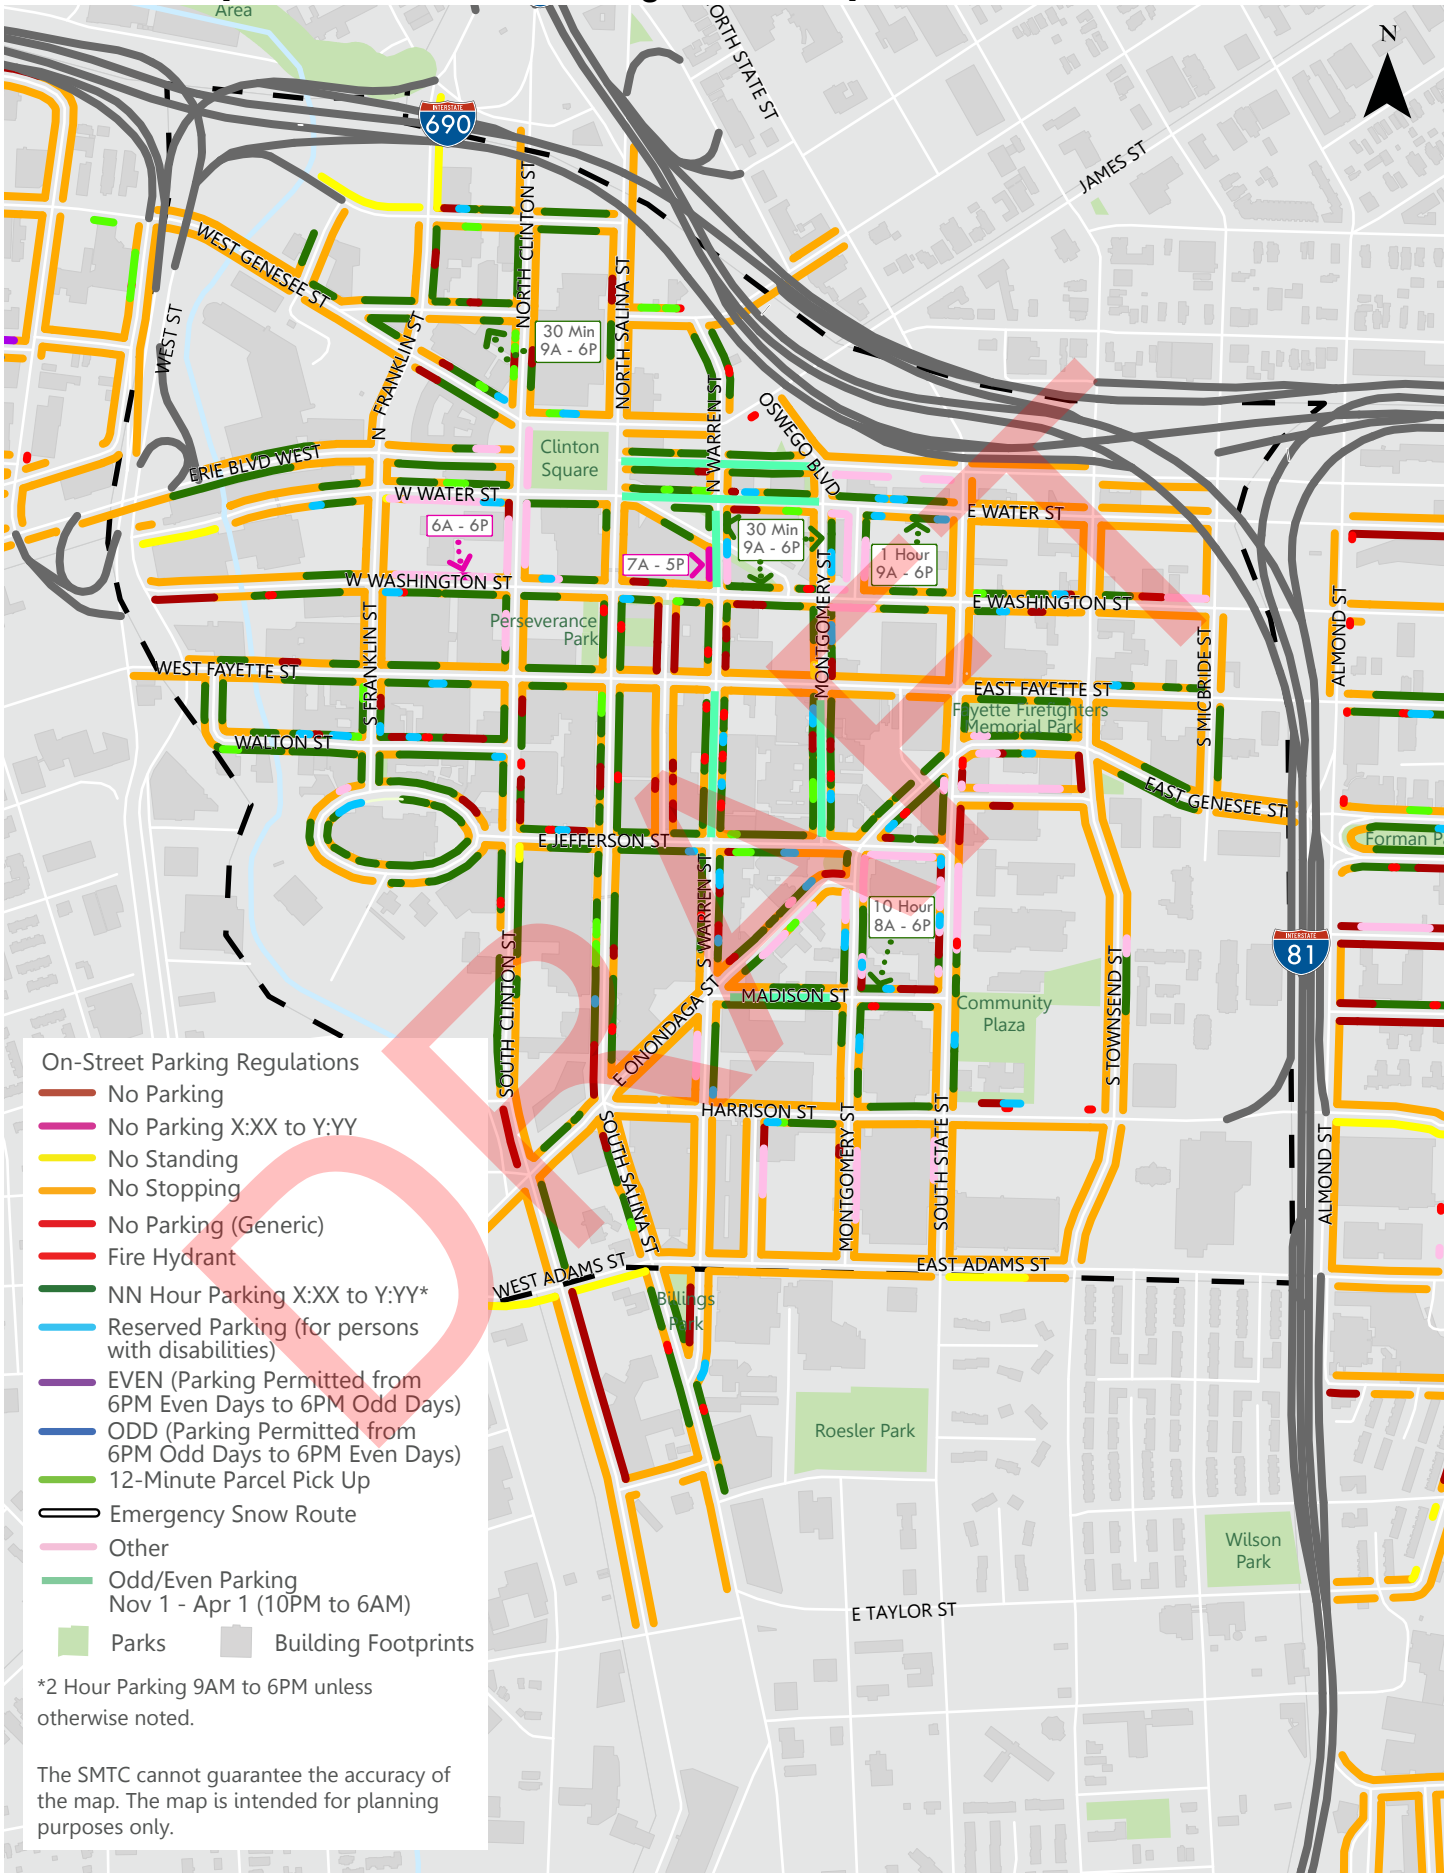 Area
N
ORTH STATE ST
INTERSTATE
690
JAMES ST
NORTH CLINTON ST
WEST GENESEE ST
NORTH SALINA ST
WEST ST
30 Min
9A - 6P
N FRANKLIN ST
N WARREN ST
OSWEGO BLVD
Clinton
Square
ERIE BLVD WEST
W WATER ST
E WATER ST
6A - 6P
30 Min
9A - 6P
1 Hour
9A - 6P
7A - 5P
W WASHINGTON ST
E WASHINGTON ST
MONTGOMERY ST
ALMOND ST
Perseverance
Park
S FRANKLIN ST
S MCBRIDE ST
WEST FAYETTE ST
EAST FAYETTE ST
Fayette Firefighters
Memorial Park
WALTON ST
EAST GENESEE ST
E JEFFERSON ST
Forman P
S WARREN ST
10 Hour
8A - 6P
INTERSTATE
81
SOUTH CLINTON ST
MADISON ST
Community
Plaza
S TOWNSEND ST
E ONONDAGA ST
HARRISON ST
SOUTH SALINA ST
MONTGOMERY ST
SOUTH STATE ST
ALMOND ST
WEST ADAMS ST
EAST ADAMS ST
Billings
Park
Roesler Park
Wilson
Park
E TAYLOR ST
DRAFT
On-Street Parking Regulations
No Parking
No Parking X:XX to Y:YY
No Standing
No Stopping
No Parking (Generic)
Fire Hydrant
NN Hour Parking X:XX to Y:YY*
Reserved Parking (for persons
with disabilities)
EVEN (Parking Permitted from
6PM Even Days to 6PM Odd Days)
ODD (Parking Permitted from
6PM Odd Days to 6PM Even Days)
12-Minute Parcel Pick Up
Emergency Snow Route
Other
Odd/Even Parking
Nov 1 - Apr 1 (10PM to 6AM)
Parks
Building Footprints
*2 Hour Parking 9AM to 6PM unless
otherwise noted.
The SMTC cannot guarantee the accuracy of
the map. The map is intended for planning
purposes only.